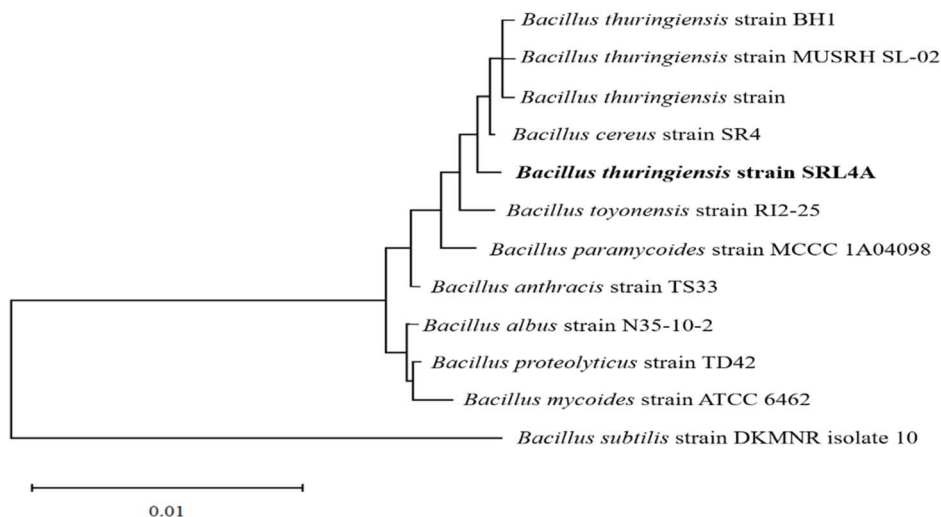 Bacillus thuringiensis strain BH1
Bacillus thuringiensis strain MUSRH SL-02
Bacillus thuringiensis strain
Bacillus cereus strain SR4
Bacillus thuringiensis strain SRL4A
Bacillus toyonensis strain RI2-25
Bacillus paramycoides strain MCCC 1A04098
Bacillus anthracis strain TS33
Bacillus albus strain N35-10-2
Bacillus proteolyticus strain TD42
Bacillus mycoides strain ATCC 6462
Bacillus subtilis strain DKMNR isolate 10
0.01